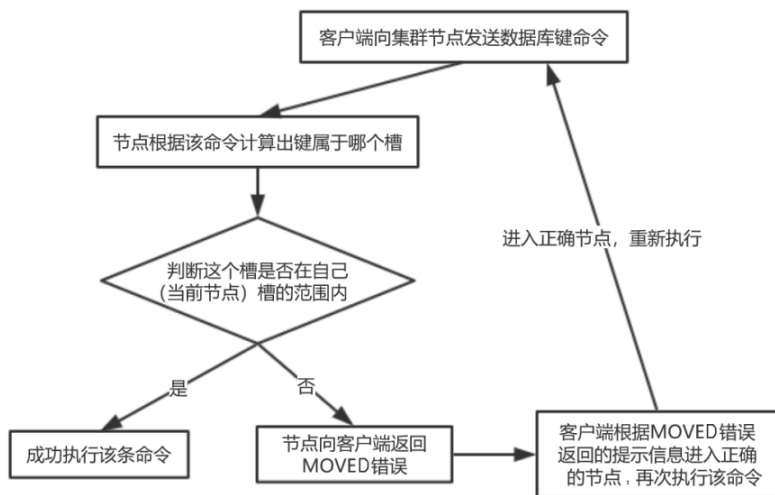 客户端向集群节点发送数据库键命令
节点根据该命令计算出键属于哪个槽
进入正确节点，重新执行
判断这个槽是否在自己
（当前节点）槽的范围内
是
否
成功执行该条命令
节点向客户端返回
MOVED错误
客户端根据MOVED错误
返回的提示信息进入正确
的节点，再次执行该命令